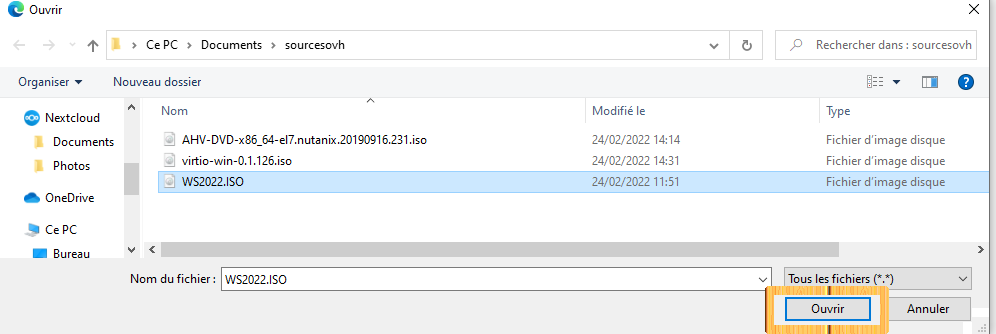 Ouvrir
Ce PC > Documents > sourcesovh
Rechercher dans : sourcesovh
Organiser
Nouveau dossier
Nextcloud
Documents
Photos
OneDrive
Ce PC
Bureau
Nom Modifié le Type
AHV-DVD-x86_64-el7.nutanix.20190916.231.iso 24/02/2022 14:14 Fichier d'image disque
virtio-win-0.1.126.iso 24/02/2022 14:31 Fichier d'image disque
WS2022.ISO 24/02/2022 11:51 Fichier d'image disque
Nom du fichier : WS2022.ISO Tous les fichiers (*.*)
Ouvrir Annuler